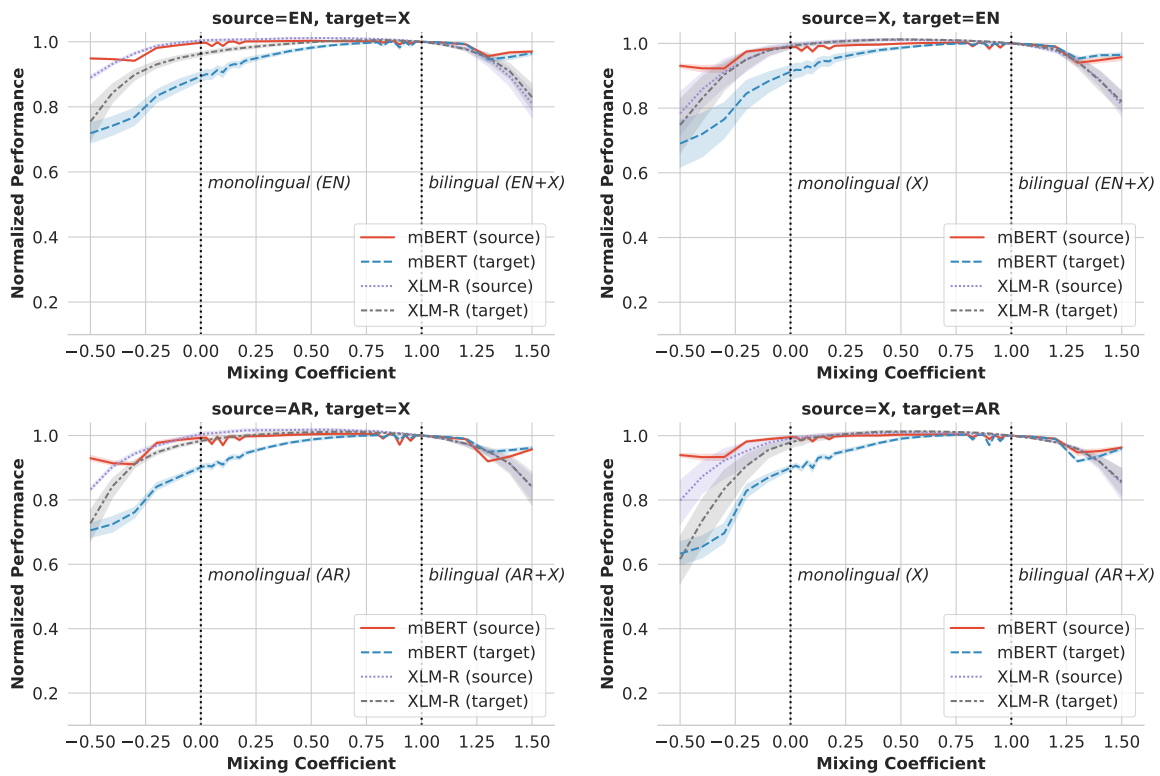 source=EN, target=X
Normalized Performance
1.0
0.8
0.6
0.4
0.2
monolingual (EN)
bilingual (EN+X)
mBERT (source)
mBERT (target)
XLM-R (source)
XLM-R (target)
−0.50 −0.25 0.00 0.25 0.50 0.75 1.00 1.25 1.50
Mixing Coefficient
source=X, target=EN
Normalized Performance
1.0
0.8
0.6
0.4
0.2
monolingual (X)
bilingual (EN+X)
mBERT (source)
mBERT (target)
XLM-R (source)
XLM-R (target)
−0.50 −0.25 0.00 0.25 0.50 0.75 1.00 1.25 1.50
Mixing Coefficient
source=AR, target=X
Normalized Performance
1.0
0.8
0.6
0.4
0.2
monolingual (AR)
bilingual (AR+X)
mBERT (source)
mBERT (target)
XLM-R (source)
XLM-R (target)
−0.50 −0.25 0.00 0.25 0.50 0.75 1.00 1.25 1.50
Mixing Coefficient
source=X, target=AR
Normalized Performance
1.0
0.8
0.6
0.4
0.2
monolingual (X)
bilingual (AR+X)
mBERT (source)
mBERT (target)
XLM-R (source)
XLM-R (target)
−0.50 −0.25 0.00 0.25 0.50 0.75 1.00 1.25 1.50
Mixing Coefficient